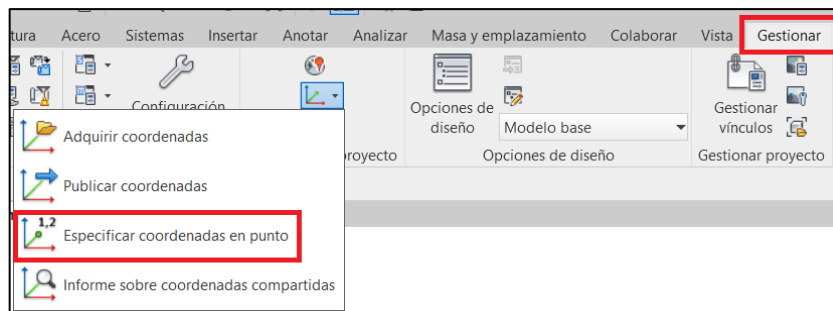 tura Acero Sistemas Insertar Anotar Analizar Masa y emplazamiento Colaborar Vista Gestionar
Configuración
Opciones de
diseño
Modelo base
Gestionar
vínculos
proyecto
Opciones de diseño
Gestionar proyecto
Adquirir coordenadas
Publicar coordenadas
1,2
Especificar coordenadas en punto
Informe sobre coordenadas compartidas